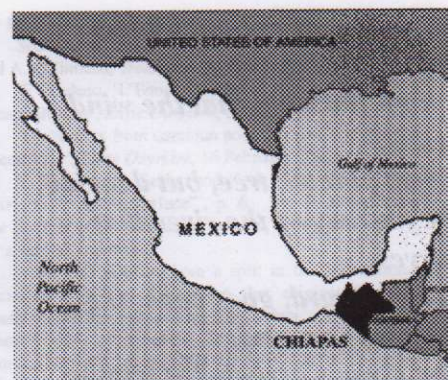 UNITED STATES OF AMERICA
Gulf of Mexico
MEXICO
North
Pacific
Ocean
CHIAPAS